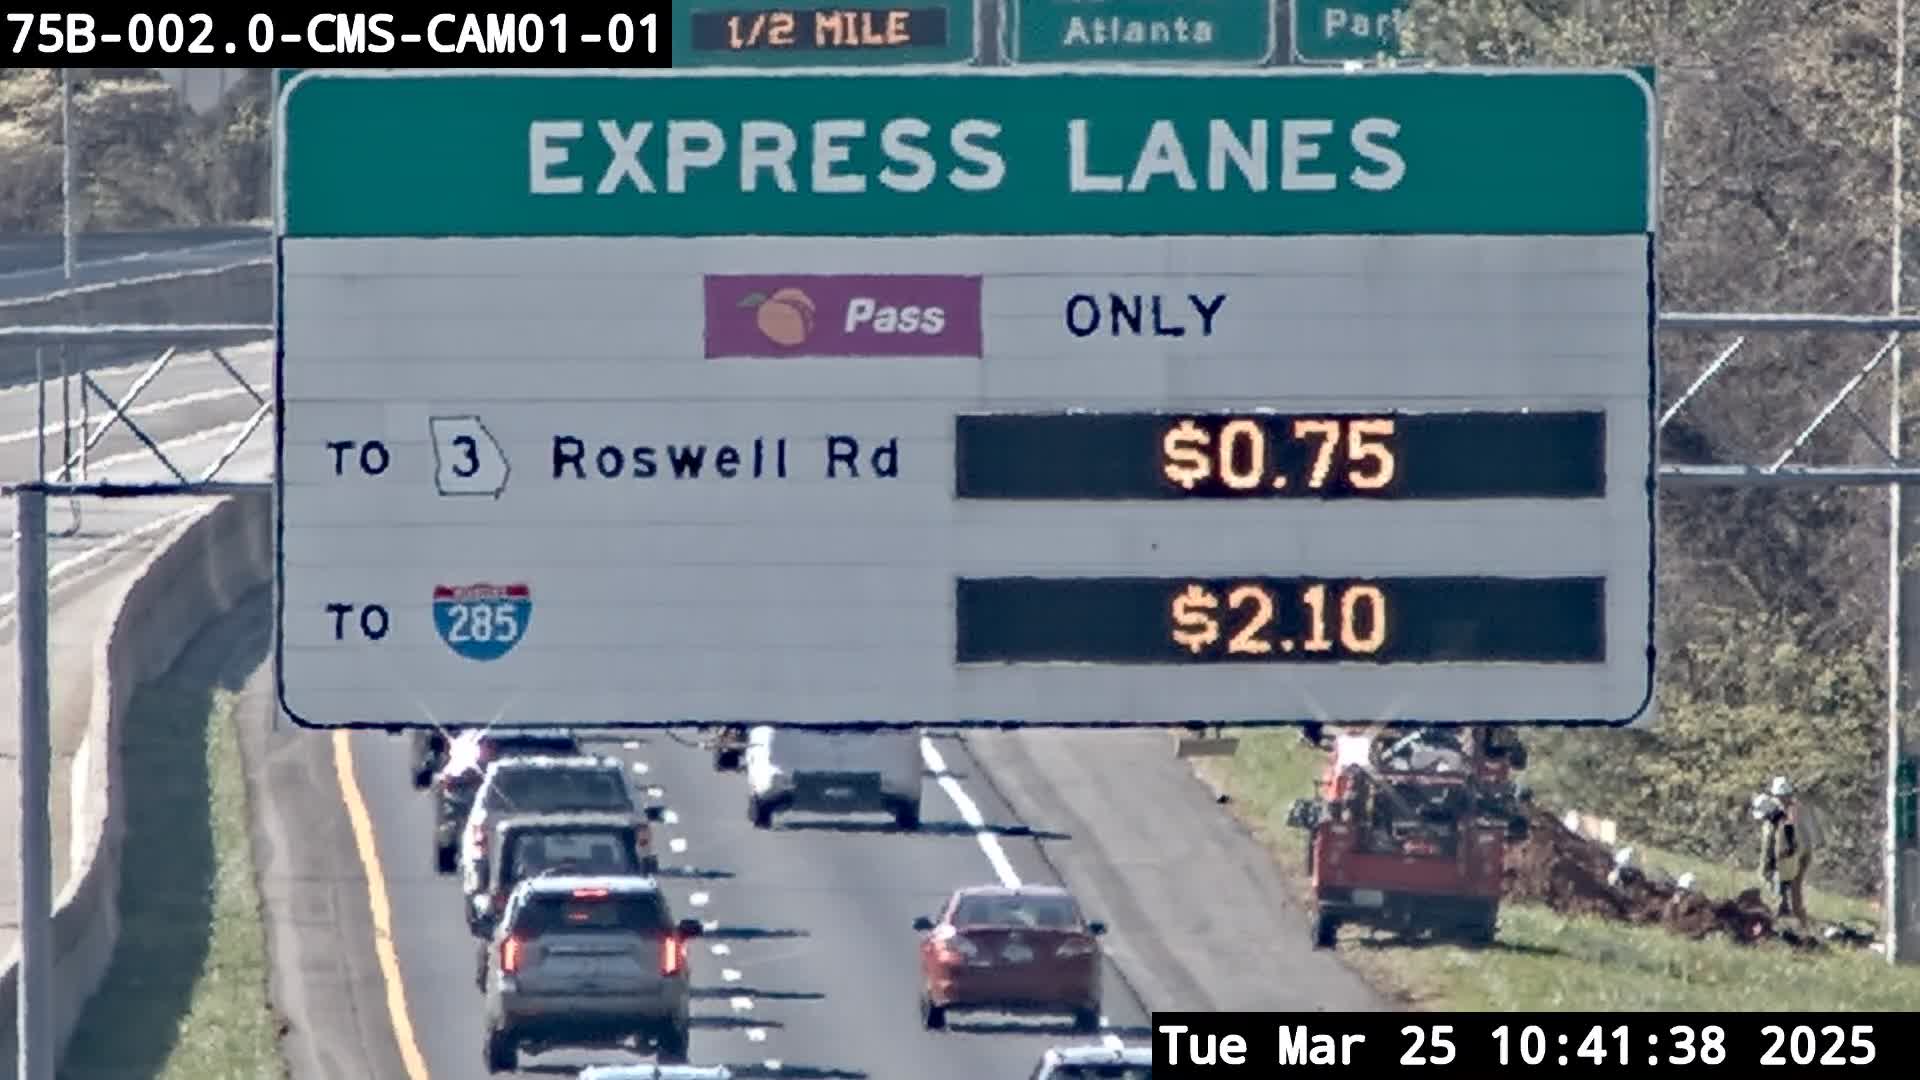 75B-002.0-CMS-CAM01-01
1/2 MILE
Atlanta
EXPRESS LANES
Pass ONLY
TO 3 Roswell Rd $0.75
TO 285 $2.10
Tue Mar 25 10:41:38 2025